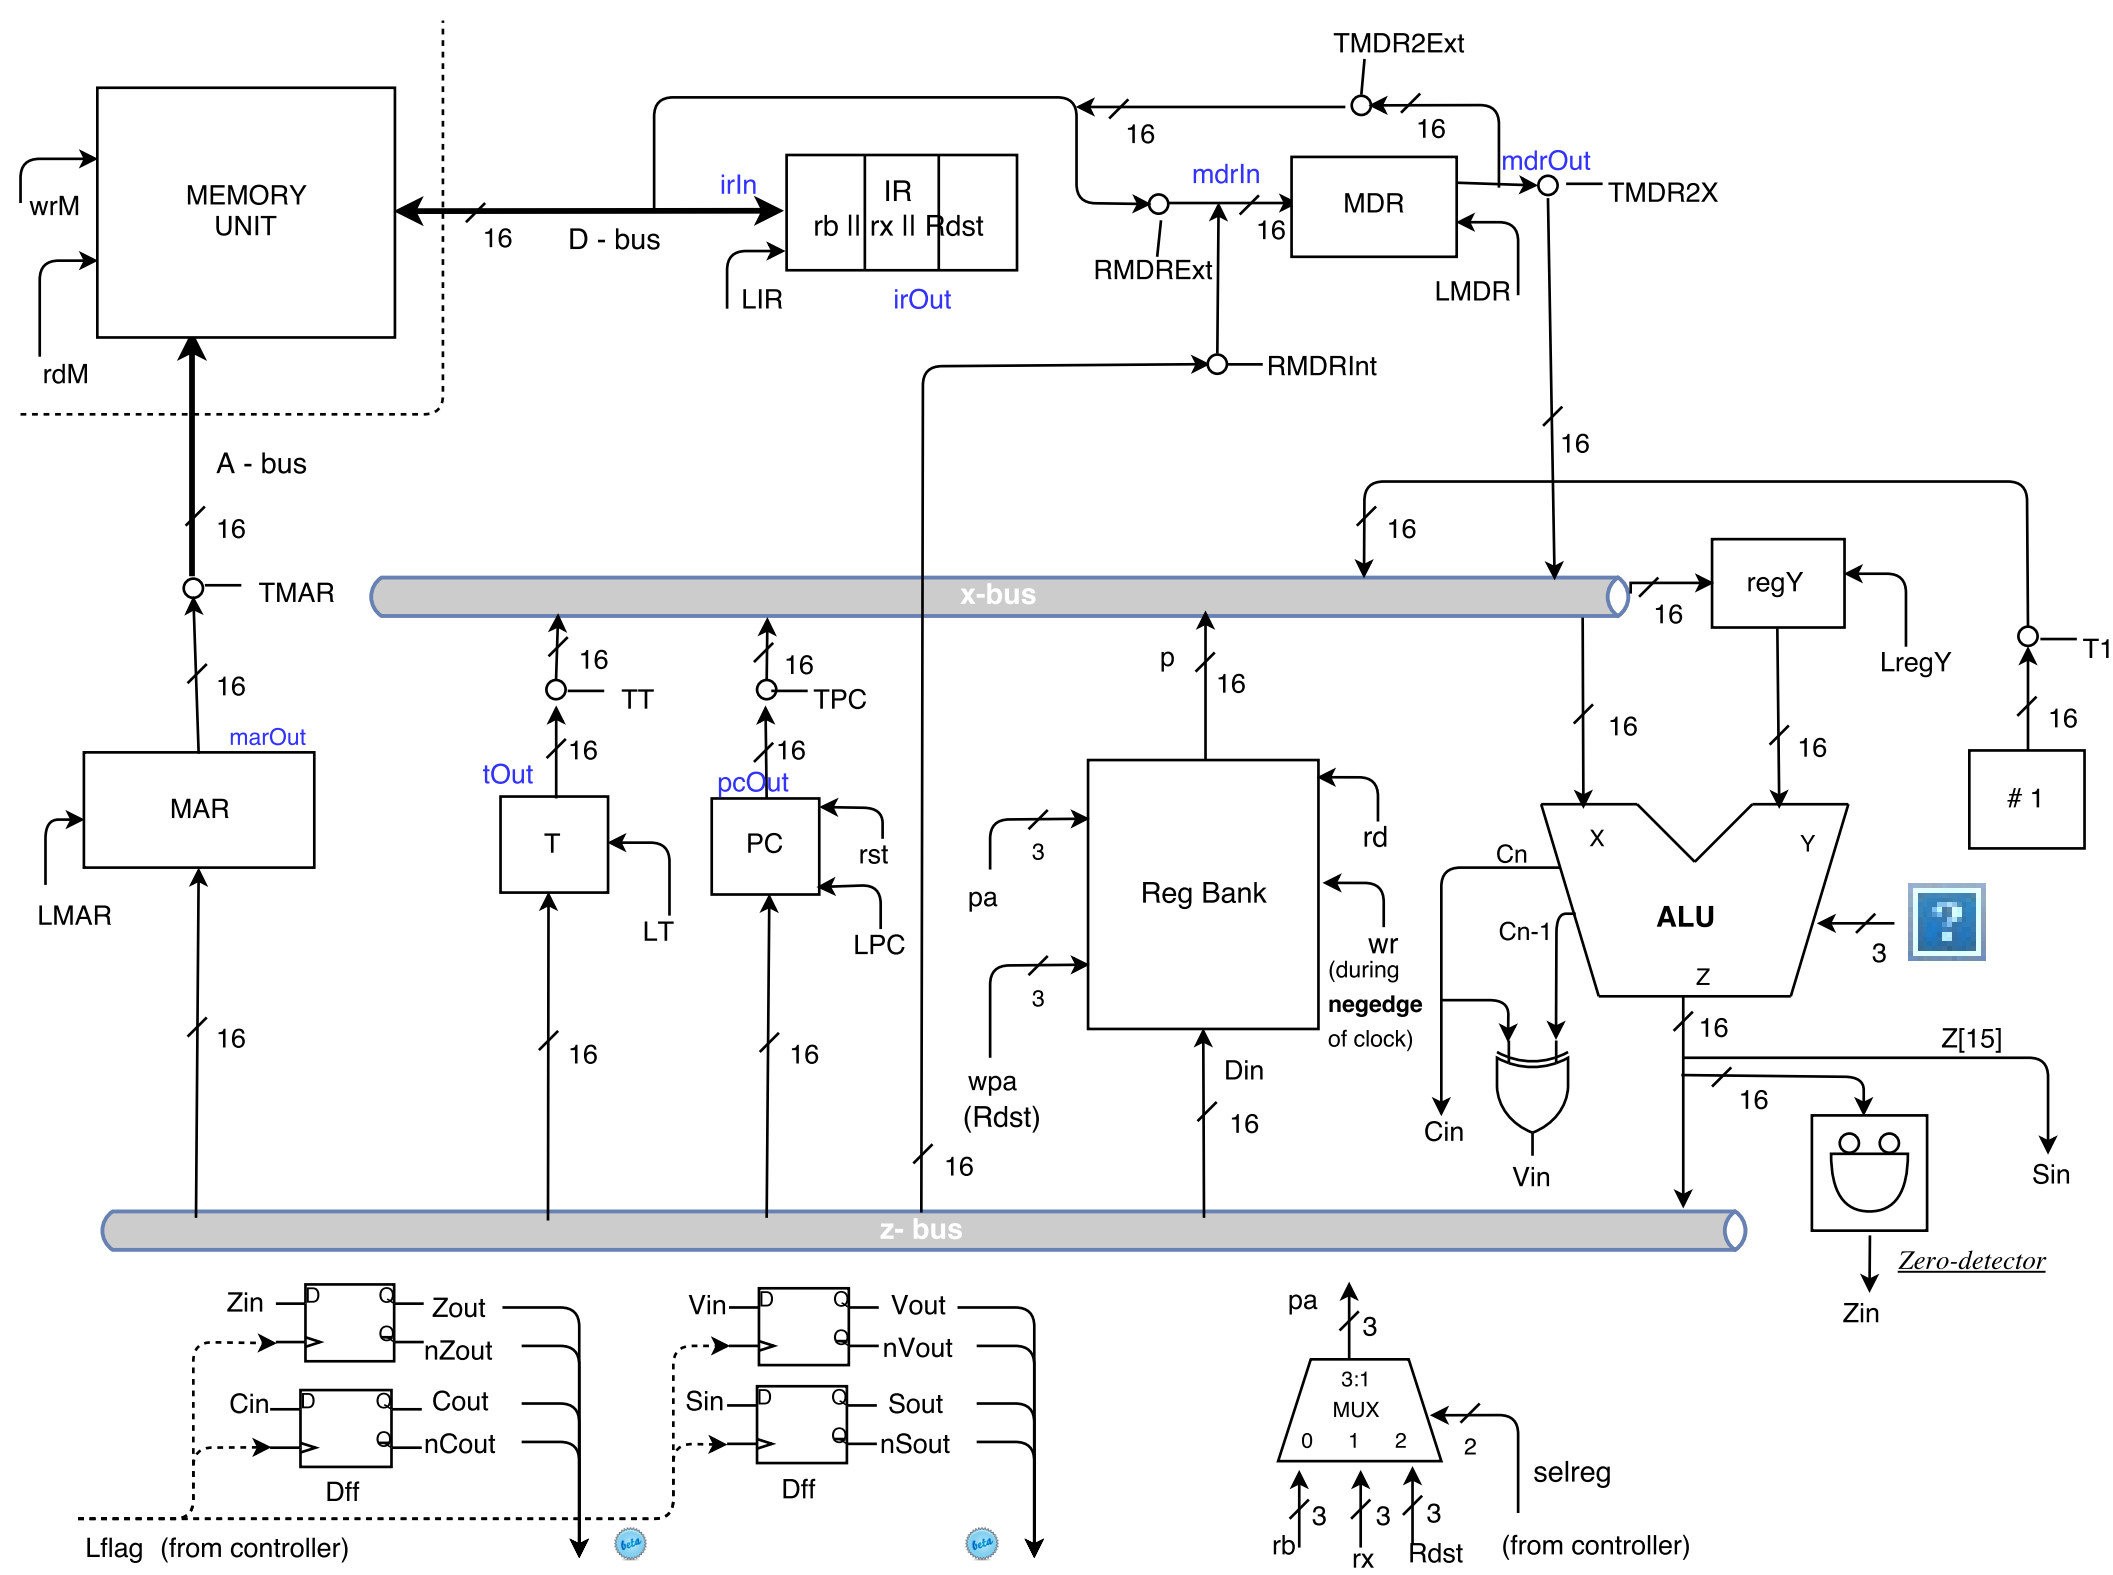 TMDR2Ext
16
16
mdrOut
TMDR2X
wrM
MEMORY
UNIT
rdM
16
D - bus
irIn
IR
rb || rx || Rdst
LIR
irOut
mdrIn
16
MDR
RMDRExt
LMDR
RMDRInt
16
A - bus
16
16
TMAR
x-bus
16
regY
LregY
T1
16
TT
16
TPC
p
16
16
16
16
16
marOut
MAR
LMAR
16
tOut
T
LT
16
pcOut
PC
rst
LPC
pa
3
Reg Bank
rd
wr
(during
negedge
of clock)
wpa
(Rdst)
3
Din
16
X
Y
Cn
Cn-1
ALU
Z
?
3
# 1
16
16
16
16
16
16
Z[15]
16
Cin
Vin
Sin
Zero-detector
Zin
z- bus
Zin
D
Q
Q
Zout
nZout
Cin
D
Q
Q
Cout
nCout
Dff
Vin
D
Q
Q
Vout
nVout
Sin
D
Q
Q
Sout
nSout
Dff
Lflag (from controller)
beta
beta
pa
3
3:1
MUX
0 1 2
2
selreg
3
3
3
rb
rx
Rdst
(from controller)